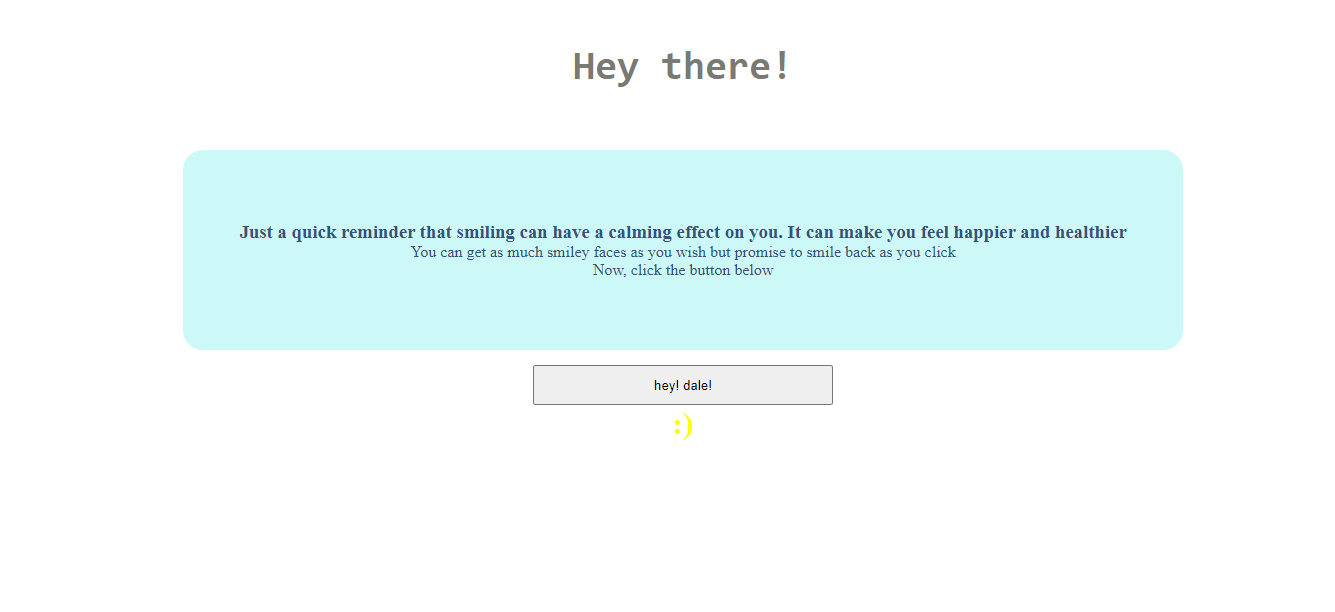 Hey there!
Just a quick reminder that smiling can have a calming effect on you. It can make you feel happier and healthier
You can get as much smiley faces as you wish but promise to smile back as you click
Now, click the button below
hey! dale!
:)